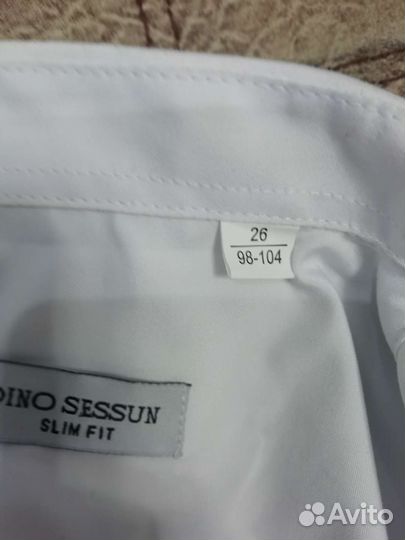 26
98-104
DINO SESSUN
SLIM FIT
Avito